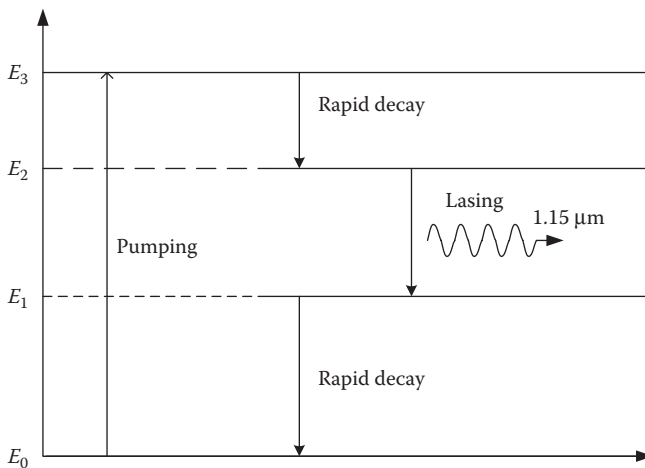 E3
Rapid decay
E2
Lasing
1.15 μm
Pumping
E1
Rapid decay
E0